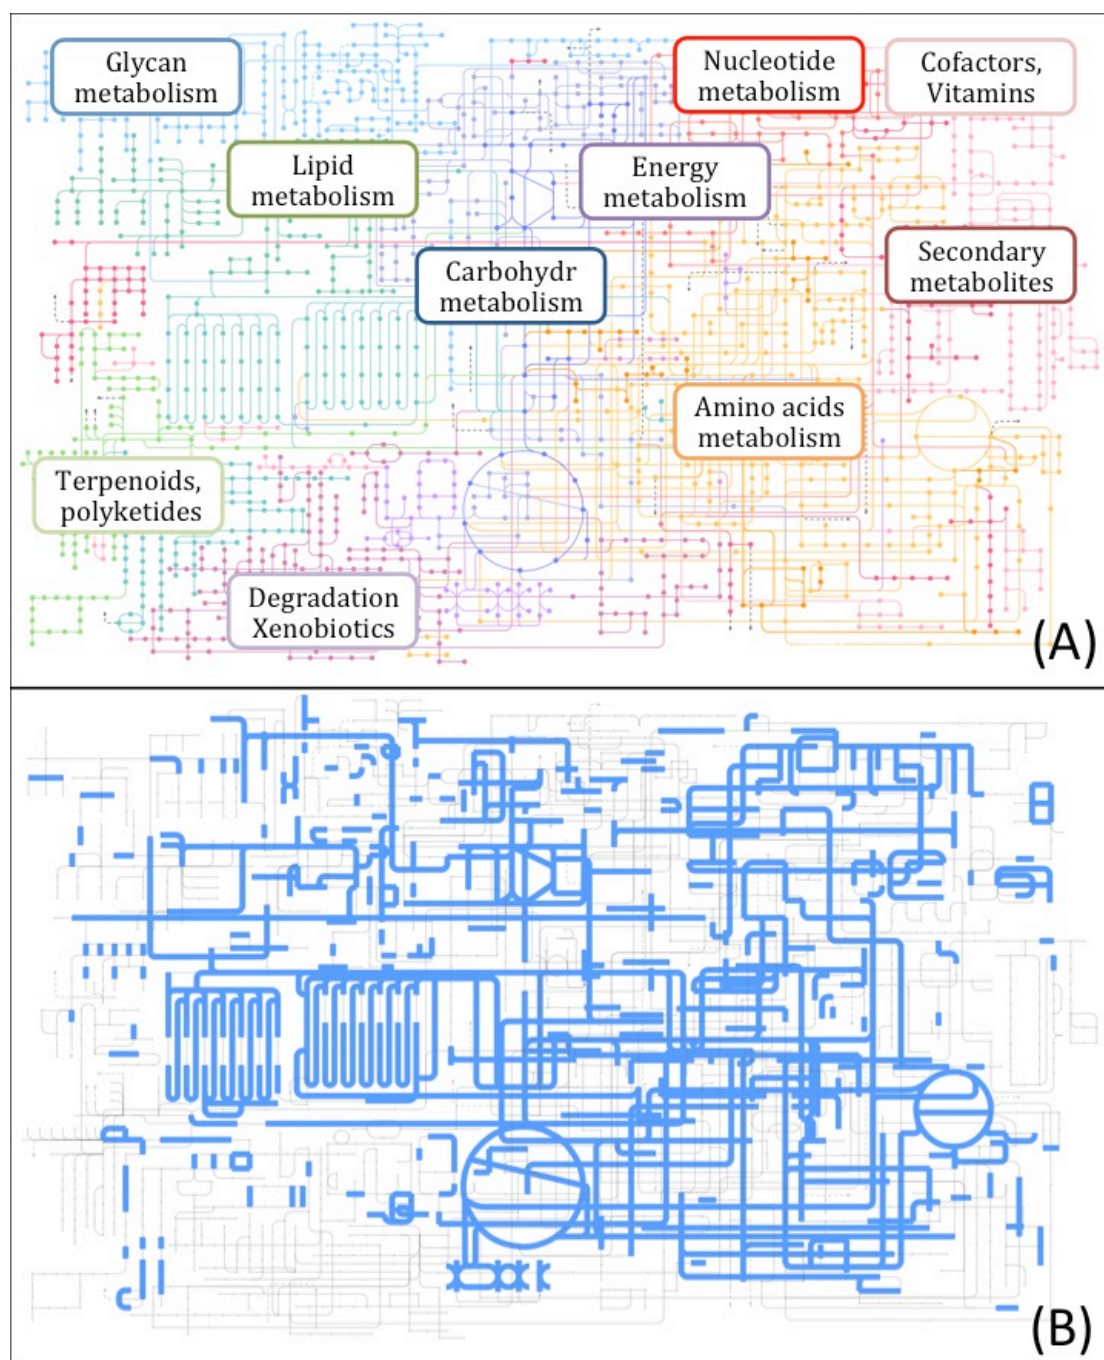 Glycan
metabolism
Nucleotide
metabolism
Cofactors,
Vitamins
Lipid
metabolism
Energy
metabolism
Carbohydr
metabolism
Secondary
metabolites
Amino acids
metabolism
Terpenoids,
polyketides
Degradation
Xenobiotics
(A)
(B)